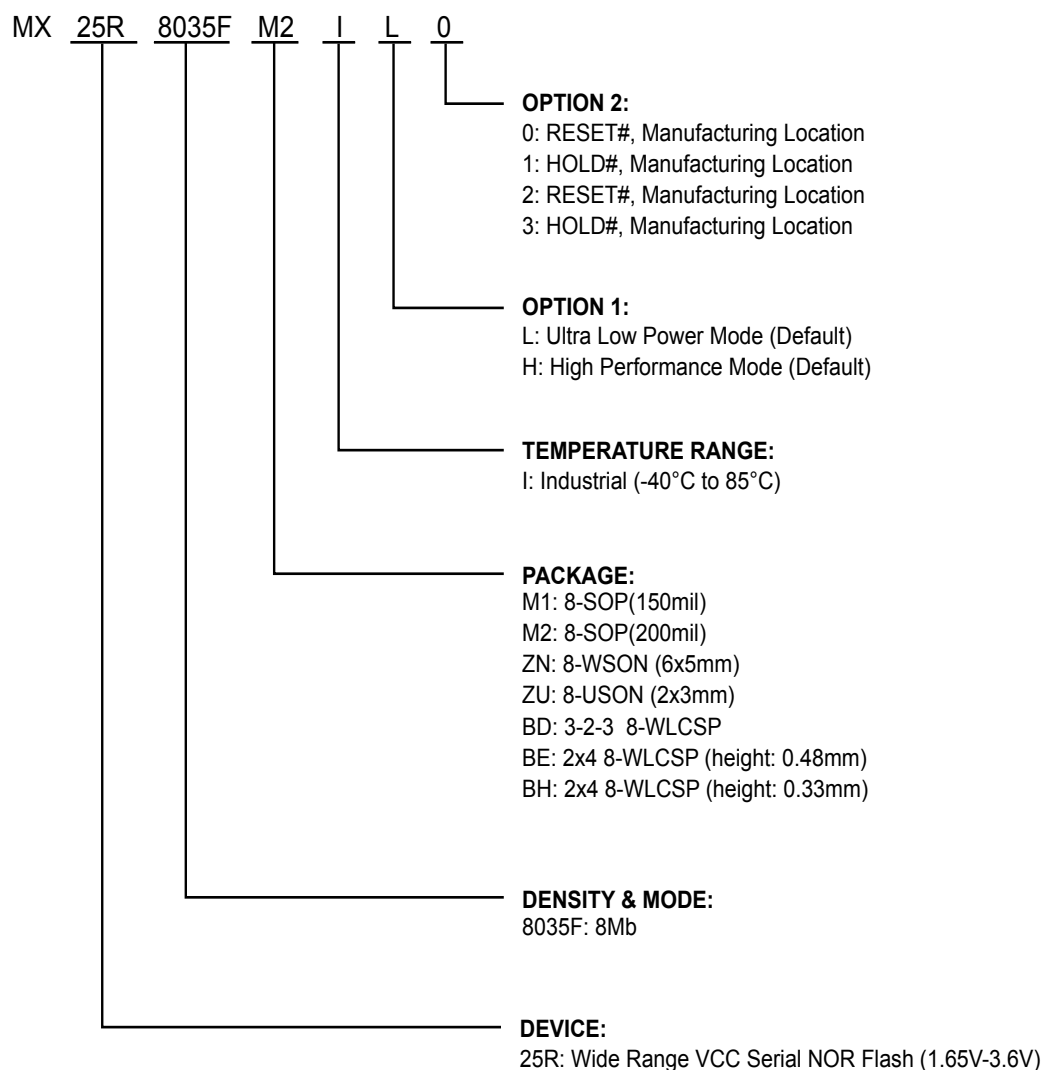 MX 25R 8035F M2 I L 0
OPTION 2:
0: RESET#, Manufacturing Location
1: HOLD#, Manufacturing Location
2: RESET#, Manufacturing Location
3: HOLD#, Manufacturing Location
OPTION 1:
L: Ultra Low Power Mode (Default)
H: High Performance Mode (Default)
TEMPERATURE RANGE:
I: Industrial (-40°C to 85°C)
PACKAGE:
M1: 8-SOP(150mil)
M2: 8-SOP(200mil)
ZN: 8-WSON (6x5mm)
ZU: 8-USON (2x3mm)
BD: 3-2-3 8-WLCSP
BE: 2x4 8-WLCSP (height: 0.48mm)
BH: 2x4 8-WLCSP (height: 0.33mm)
DENSITY & MODE:
8035F: 8Mb
DEVICE:
25R: Wide Range VCC Serial NOR Flash (1.65V-3.6V)